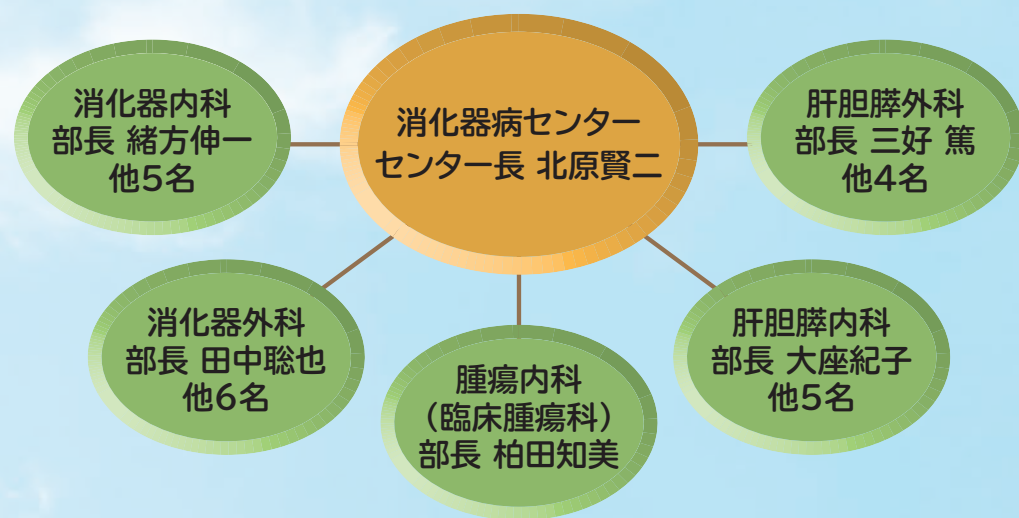 消化器病センター
センター長 北原賢二
消化器内科
部長 緒方伸一
他5名
肝胆膵外科
部長 三好 篤
他4名
消化器外科
部長 田中聡也
他6名
腫瘍内科
（臨床腫瘍科）
部長 柏田知美
肝胆膵内科
部長 大座紀子
他5名